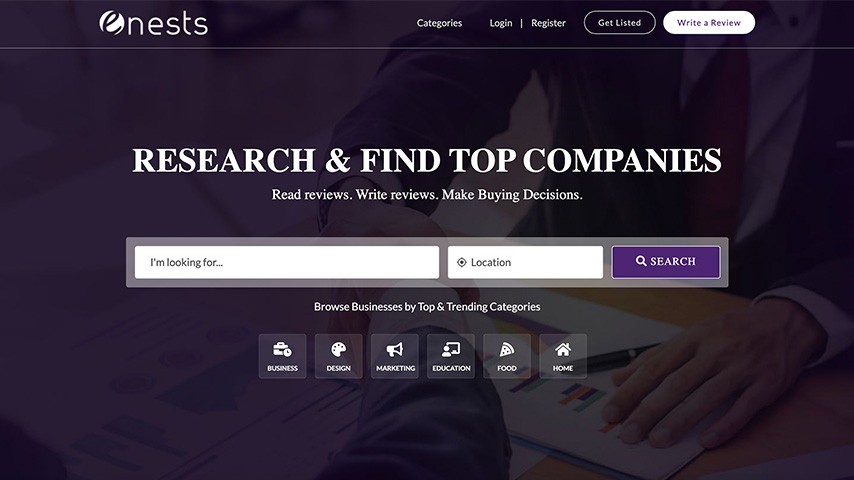 enests
Categories
Login | Register
Get Listed
Write a Review
RESEARCH & FIND TOP COMPANIES
Read reviews. Write reviews. Make Buying Decisions.
I'm looking for...
Location
SEARCH
Browse Businesses by Top & Trending Categories
BUSINESS
DESIGN
MARKETING
EDUCATION
FOOD
HOME